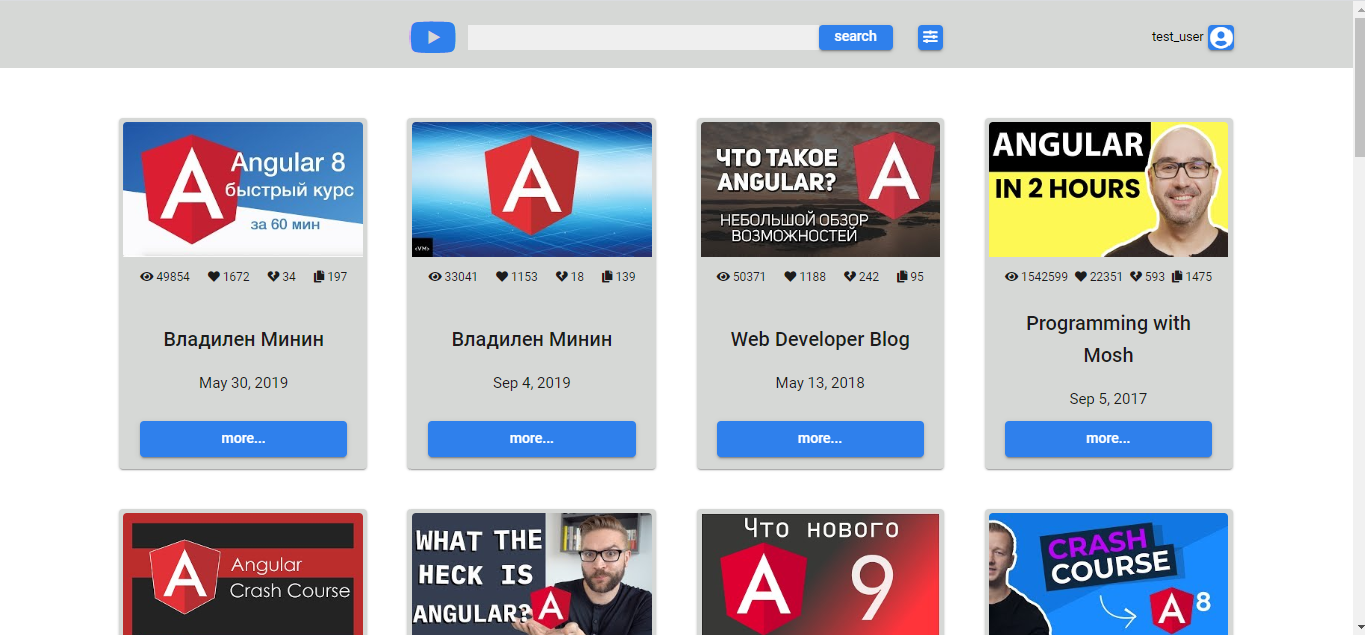 search
test_user
Angular 8
быстрый курс
за 60 мин
<VM>
ЧТО ТАКОЕ
ANGULAR?
НЕБОЛЬШОЙ ОБЗОР
ВОЗМОЖНОСТЕЙ
ANGULAR
IN 2 HOURS
49854 1672 34 197
33041 1153 18 139
50371 1188 242 95
1542599 22351 593 1475
Владилен Минин
May 30, 2019
more...
Владилен Минин
Sep 4, 2019
more...
Web Developer Blog
May 13, 2018
more...
Programming with
Mosh
Sep 5, 2017
more...
Angular
Crash Course
WHAT THE
HECK IS
ANGULAR?
Что нового
9
CRASH
COURSE
8